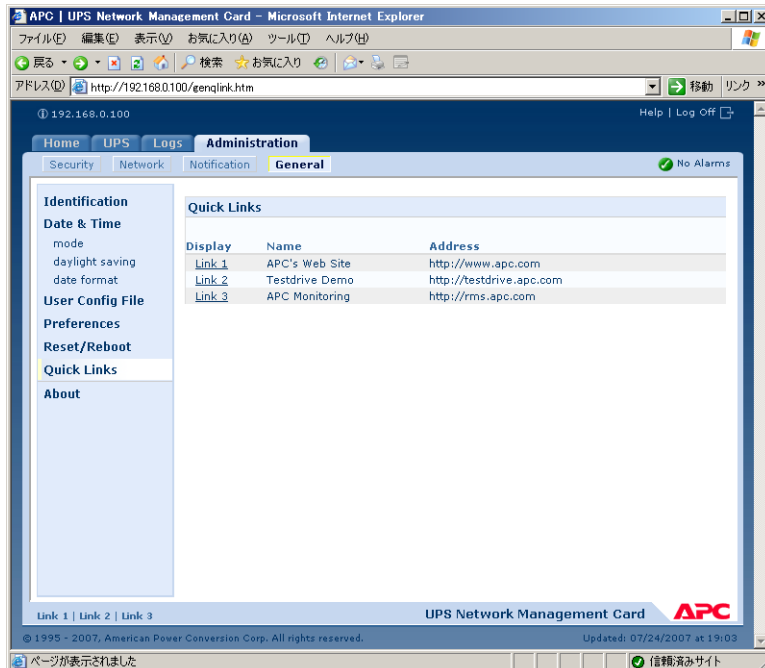 APC | UPS Network Management Card - Microsoft Internet Explorer
ファイル(F) 編集(E) 表示(V) お気に入り(A) ツール(T) ヘルプ(H)
戻る 検索 お気に入り
アドレス(D) http://192.168.0.100/genqlink.htm 移動 リンク »
192.168.0.100 Help | Log Off
Home UPS Logs Administration
Security Network Notification General No Alarms
Identification
Date & Time
mode
daylight saving
date format
User Config File
Preferences
Reset/Reboot
Quick Links
About
Quick Links
Display Name Address
Link 1 APC's Web Site http://www.apc.com
Link 2 Testdrive Demo http://testdrive.apc.com
Link 3 APC Monitoring http://rms.apc.com
Link 1 | Link 2 | Link 3 UPS Network Management Card APC
© 1995 - 2007, American Power Conversion Corp. All rights reserved. Updated: 07/24/2007 at 19:03
ページが表示されました 信頼済みサイト